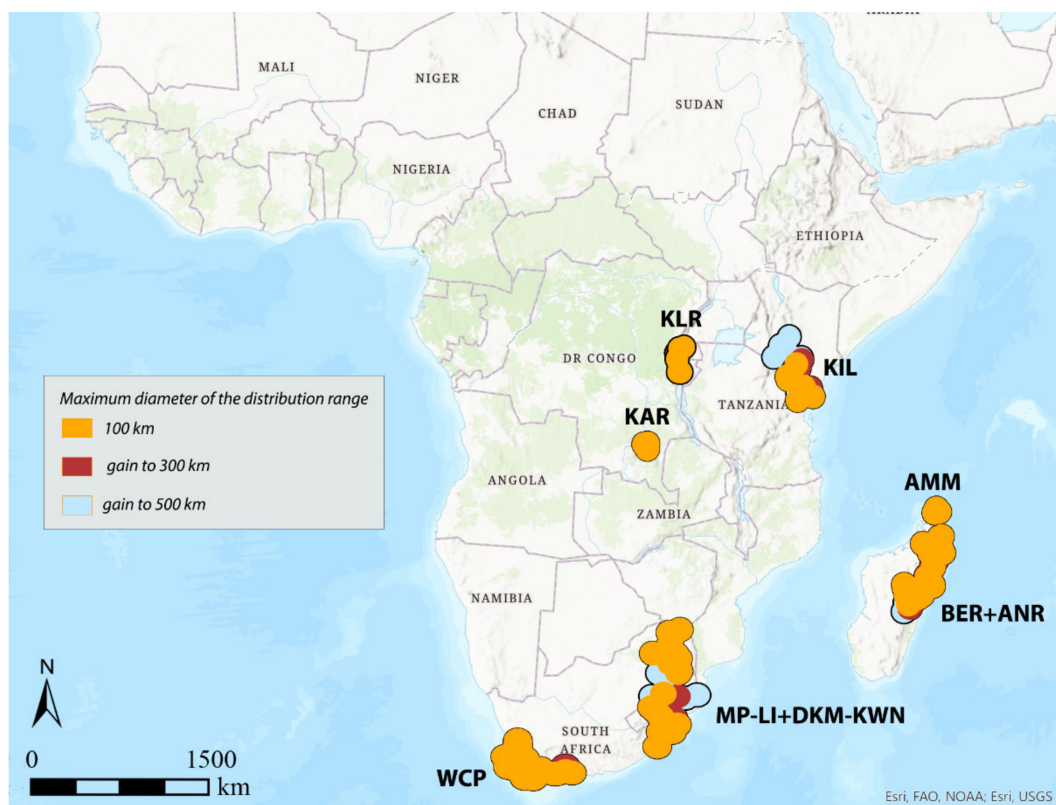 MALI
NIGER
CHAD
SUDAN
NIGERIA
ETHIOPIA
KLR
DR CONGO
KIL
TANZANIA
Maximum diameter of the distribution range
100 km
gain to 300 km
gain to 500 km
KAR
ANGOLA
AMM
ZAMBIA
NAMIBIA
BER+ANR
N
MP-LI+DKM-KWN
SOUTH
AFRICA
0 1500
km
WCP
Esri, FAO, NOAA; Esri, USGS